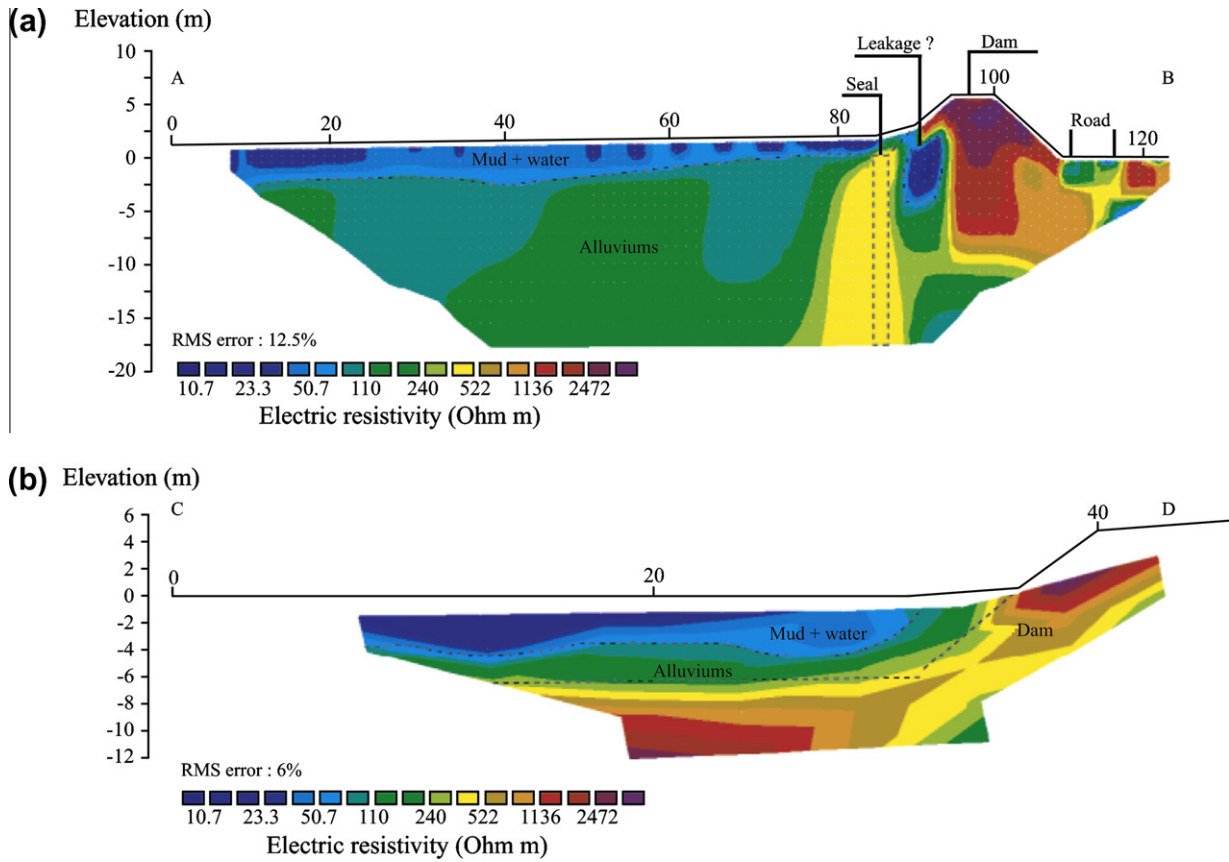 (a) Elevation (m)
Leakage ? Dam
Seal 100
A B
10
5
0
-5
-10
-15
-20
0 20 40 60 80 Road 120
Mud + water
Alluviums
RMS error : 12.5%
10.7 23.3 50.7 110 240 522 1136 2472
Electric resistivity (Ohm m)
(b) Elevation (m)
C 40 D
6
4
2
0
-2
-4
-6
-8
-10
-12
0 20
Mud + water Dam
Alluviums
RMS error : 6%
10.7 23.3 50.7 110 240 522 1136 2472
Electric resistivity (Ohm m)